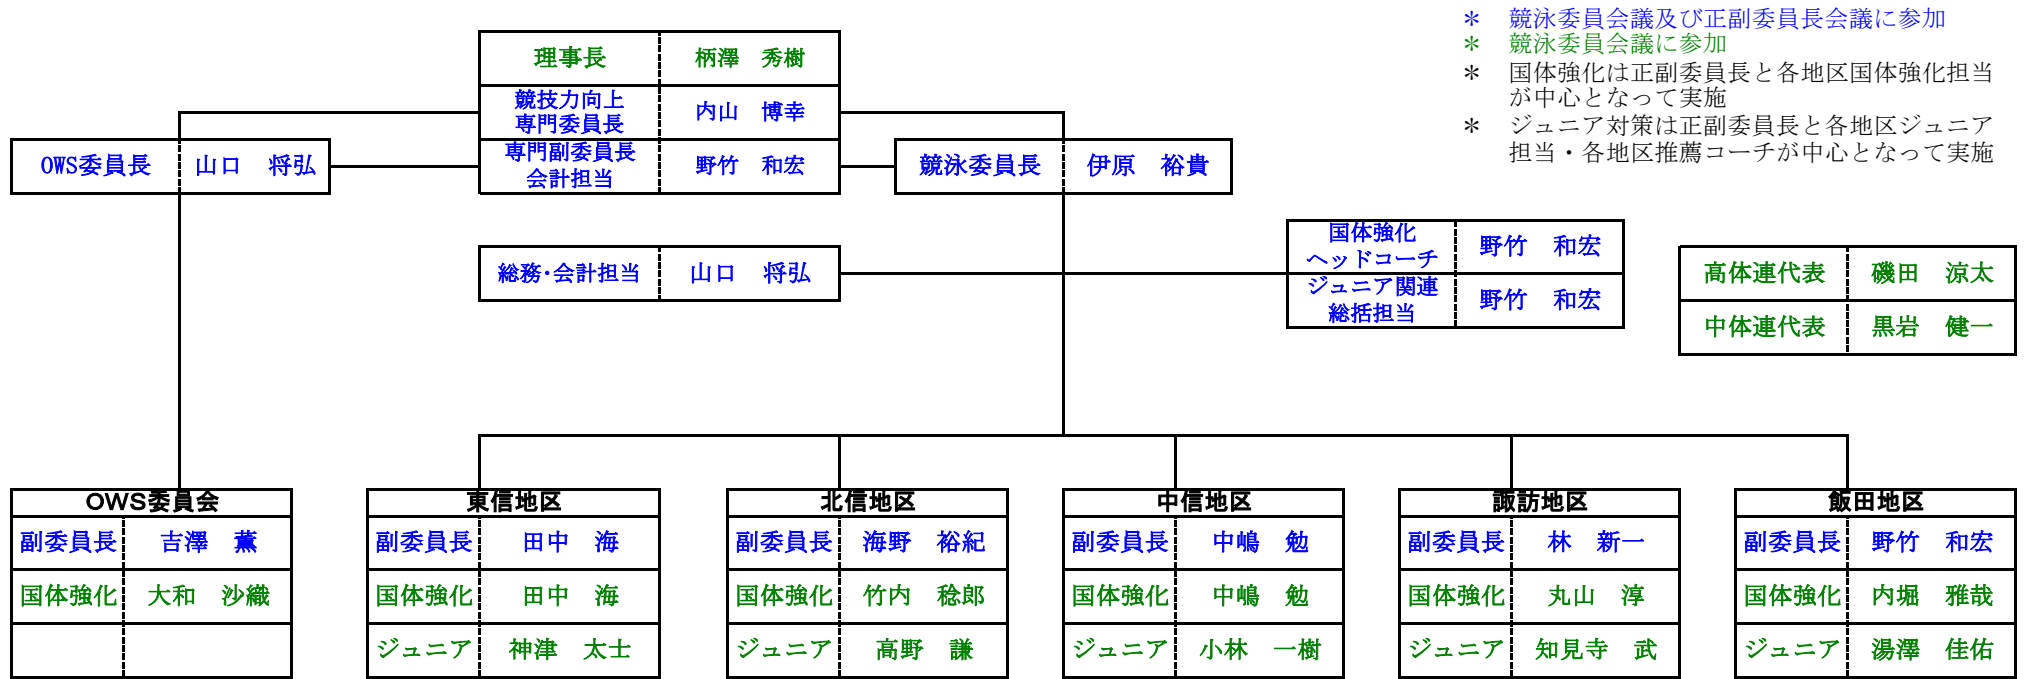 ＊　競泳委員会議及び正副委員長会議に参加
＊　競泳委員会議に参加
＊　国体強化は正副委員長と各地区国体強化担当
が中心となって実施
＊　ジュニア対策は正副委員長と各地区ジュニア
担当・各地区推薦コーチが中心となって実施
理事長　柄澤　秀樹
競技力向上
専門委員長
内山　博幸
専門副委員長
会計担当
野竹　和宏
OWS委員長　山口　将弘
競泳委員長　伊原　裕貴
総務･会計担当　山口　将弘
国体強化
ヘッドコーチ
野竹　和宏
ジュニア関連
総括担当
野竹　和宏
高体連代表　磯田　涼太
中体連代表　黒岩　健一
OWS委員会
副委員長　吉澤　薫
国体強化　大和　沙織
東信地区
副委員長　田中　海
国体強化　田中　海
ジュニア　神津　太士
北信地区
副委員長　海野　裕紀
国体強化　竹内　稔郎
ジュニア　高野　謙
中信地区
副委員長　中嶋　勉
国体強化　中嶋　勉
ジュニア　小林　一樹
諏訪地区
副委員長　林　新一
国体強化　丸山　淳
ジュニア　知見寺　武
飯田地区
副委員長　野竹　和宏
国体強化　内堀　雅哉
ジュニア　湯澤　佳佑